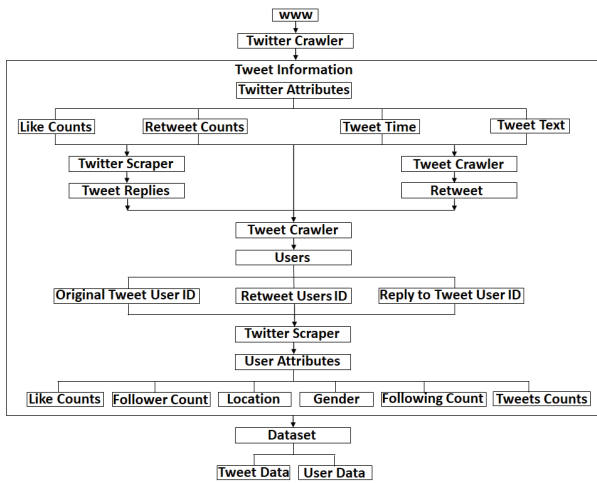 www
Twitter Crawler
Tweet Information
Twitter Attributes
Like Counts
Retweet Counts
Tweet Time
Tweet Text
Twitter Scraper
Tweet Crawler
Tweet Replies
Retweet
Tweet Crawler
Users
Original Tweet User ID
Retweet Users ID
Reply to Tweet User ID
Twitter Scraper
User Attributes
Like Counts
Follower Count
Location
Gender
Following Count
Tweets Counts
Dataset
Tweet Data
User Data